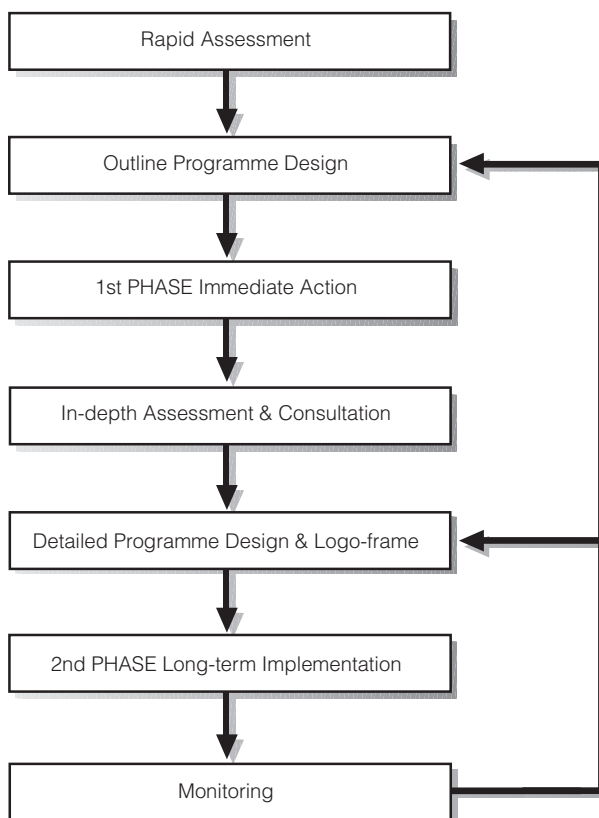 Rapid Assessment
Outline Programme Design
1st PHASE Immediate Action
In-depth Assessment & Consultation
Detailed Programme Design & Logo-frame
2nd PHASE Long-term Implementation
Monitoring